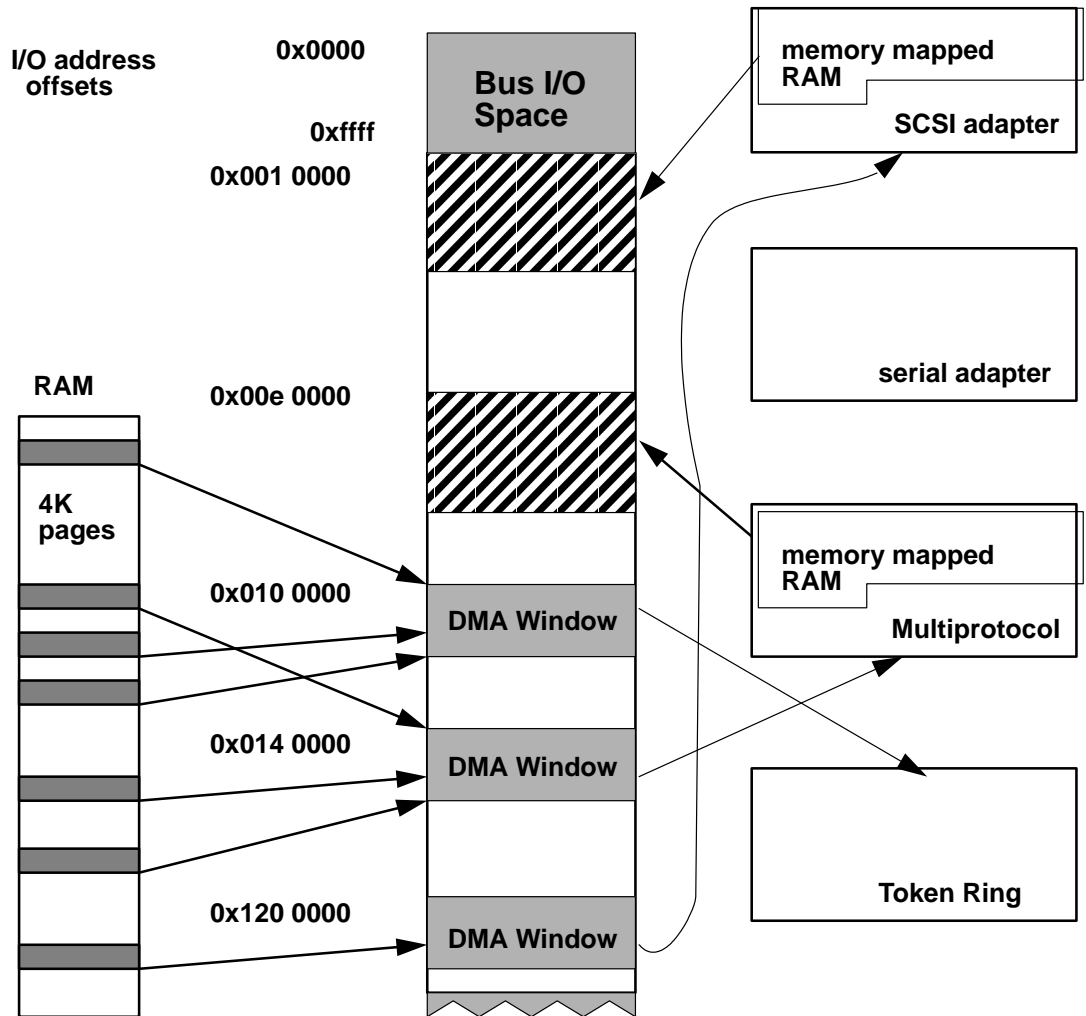 I/O address
offsets
0x0000
0xffff
0x001 0000
0x00e 0000
0x010 0000
0x014 0000
0x120 0000
RAM
4K
pages
Bus I/O
Space
DMA Window
DMA Window
DMA Window
memory mapped
RAM
SCSI adapter
serial adapter
memory mapped
RAM
Multiprotocol
Token Ring